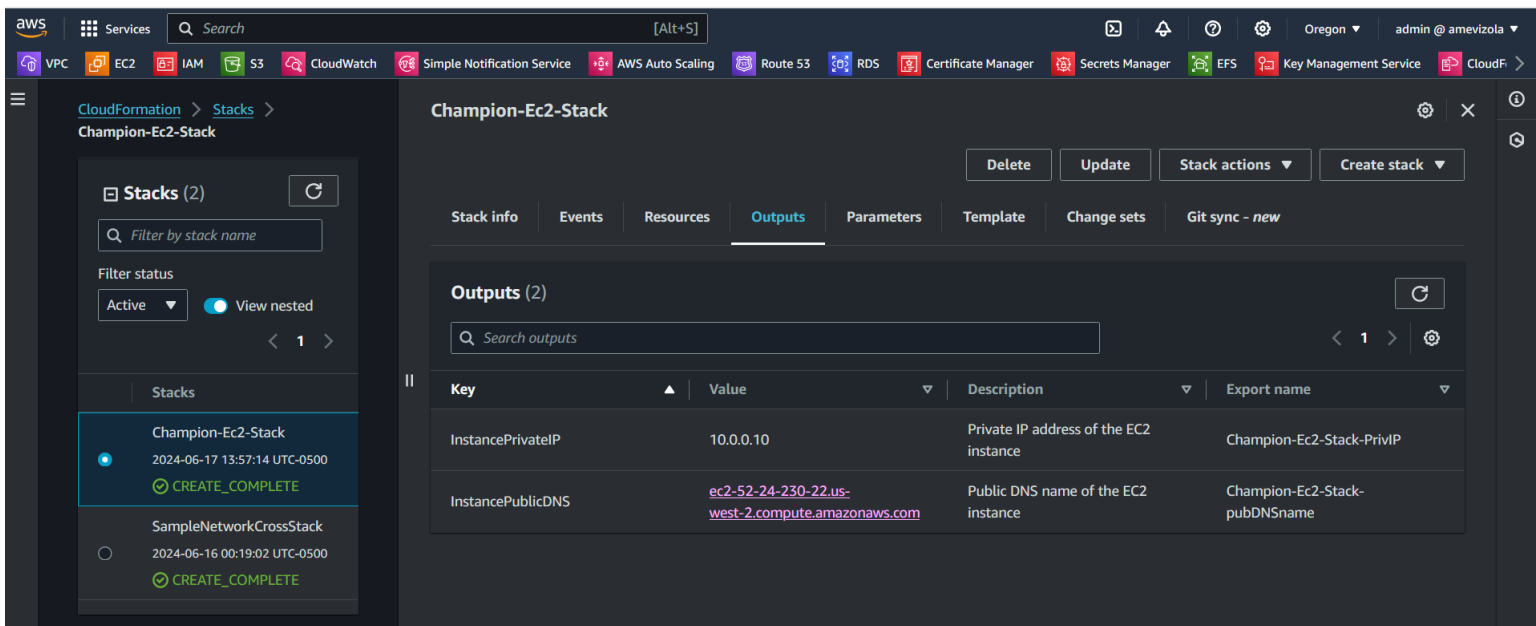 aws
Services
Search
[Alt+S]
Oregon ▼
admin @ amevizola ▼
VPC
EC2
IAM
S3
CloudWatch
Simple Notification Service
AWS Auto Scaling
Route 53
RDS
Certificate Manager
Secrets Manager
EFS
Key Management Service
CloudF
CloudFormation > Stacks >
Champion-Ec2-Stack
Stacks (2)
Filter by stack name
Filter status
Active ▼
View nested
< 1 >
Stacks
Champion-Ec2-Stack
2024-06-17 13:57:14 UTC-0500
CREATE_COMPLETE
SampleNetworkCrossStack
2024-06-16 00:19:02 UTC-0500
CREATE_COMPLETE
Champion-Ec2-Stack
Delete
Update
Stack actions ▼
Create stack ▼
Stack info
Events
Resources
Outputs
Parameters
Template
Change sets
Git sync - new
Outputs (2)
Search outputs
< 1 >
Key
Value
Description
Export name
InstancePrivateIP
10.0.0.10
Private IP address of the EC2
instance
Champion-Ec2-Stack-PrivIP
InstancePublicDNS
ec2-52-24-230-22.us-
west-2.compute.amazonaws.com
Public DNS name of the EC2
instance
Champion-Ec2-Stack-
pubDNSname